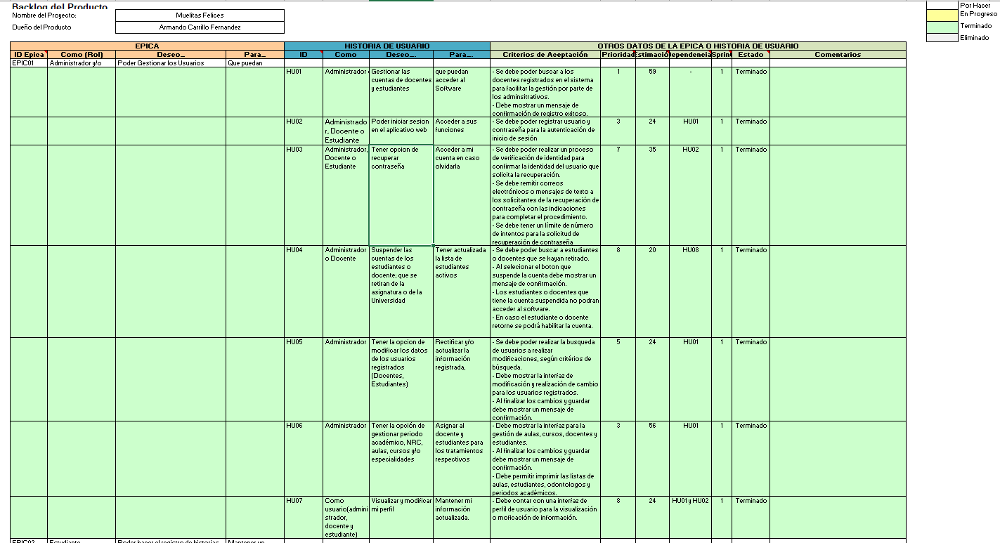 Backlog del Producto
Nombre del Proyecto: Muelitas Felices
Dueño del Producto Armando Carrillo Fernandez
Por Hacer
En Progreso
Terminado
Eliminado
EPICA HISTORIA DE USUARIO OTROS DATOS DE LA EPICA O HISTORIA DE USUARIO
ID Epica Como (Rol) Deseo... Para... ID Como Deseo.... Para.... Criterios de Aceptación Prioridad Sprint Estado Comentarios
EPIC01 Administrador y/o Poder Gestionar los Usuarios Que puedan
HU01
Administrador
Gestionar las
cuentas de docentes
y estudiantes
que puedan
acceder al
Software
- Se debe poder buscar a los
docentes registrados en el sistema
para facilitar la gestión por parte de
los adminsitrativos.
- Debe mostrar un mensaje de
confirmación de registro exitoso.
1 59 - 1 Terminado
HU02
Administrado
r, Docente o
Estudiante
Poder iniciar sesion
en el aplicativo web
Acceder a sus
funciones
- Se debe poder registrar usuario y
contraseña para la autenticación de
inicio de sesión
3 24 HU01 1 Terminado
HU03
Administrador,
Docente o
Estudiante
Tener opcion de
recuperar
contraseña
Acceder a mi
cuenta en caso
olvidarla
- Se debe poder realizar un proceso
de verificación de identidad para
confirmar la identidad del usuario que
solicita la recuperación.
- Se debe remitir correos
electrónicos o mensajes de texto a
los solicitantes de la recuperación de
contraseña con las indicaciones
para completar el procedimiento.
- Se debe tener un límite de número
de intentos para la solicitud de
recuperación de contraseña
7 35 HU02 1 Terminado
HU04
Administrador
o Docente
Suspender las
cuentas de los
estudiantes o
docente; que se
retiran de la
asignatura o de la
Universidad
Tener actualizada
la lista de
estudiantes
activos
- Se debe poder buscar a estudiantes
o docentes que se hayan retirado.
- Al selecionar el boton que
suspende la cuenta debe mostrar un
mensaje de confirmación.
- Los estudiantes o docentes que
tiene la cuenta suspendida no podran
acceder al software.
- En caso el estudiante o docente
retorne se podrá habilitar la cuenta.
8 20 HU08 1 Terminado
HU05
Administrador
Tener la opcion de
modificar los datos
de los usuarios
registrados
(Docentes,
Estudiantes)
Rectificar y/o
actualizar la
información
registrada,
- Se debe poder realizar la busqueda
de usuarios a realizar
modificaciones, según critérios de
búsqueda.
- Debe mostrar la interfaz de
modificación y realización de cambio
para los usuarios registrados.
- Al finalizar los cambios y guardar
debe mostrar un mensaje de
confirmación.
5 24 HU01 1 Terminado
HU06
Administrador
Tener la opción de
gestionar periodo
académico, NRC,
aulas, cursos y/o
especialidades
Asignar al
docente y
estudiantes para
los tratamientos
respectivos
- Debe mostrar la interfaz para la
gestión de aulas, cursos, docentes y
estudiantes.
- Al finalizar los cambios y guardar
debe mostrar un mensaje de
confirmación.
- Debe permitir imprimir las listas de
aulas, estudiantes, odontologos y
periodos académicos.
3 56 HU01 1 Terminado
HU07
Como
usuario(admini
strador,
docente y
estudiante)
Visualizar y modificar
mi perfil
Mantener mi
información
actualizada.
- Debe contar con una interfaz de
perfil de usuario para la visualización
o moficación de información.
8 24 HU01 y HU02 1 Terminado
EPIC02 Estudiante Poder hacer el registro de historias Mantener un